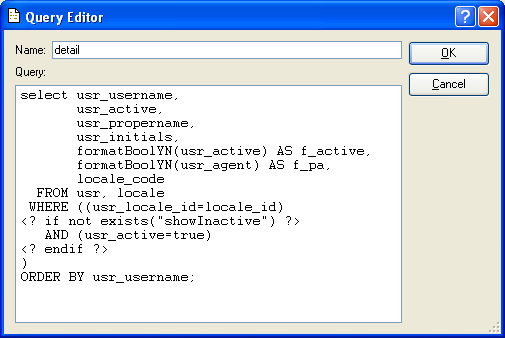 Query Editor
Name: detail
OK
Query:
Cancel
select usr_username,
usr_active,
usr_propername,
usr_initials,
formatBoolYN(usr_active) AS f_active,
formatBoolYN(usr_agent) AS f_pa,
locale_code
FROM usr, locale
WHERE ((usr_locale_id=locale_id)
<? if not exists("showInactive") ?>
AND (usr_active=true)
<? endif ?>
)
ORDER BY usr_username;